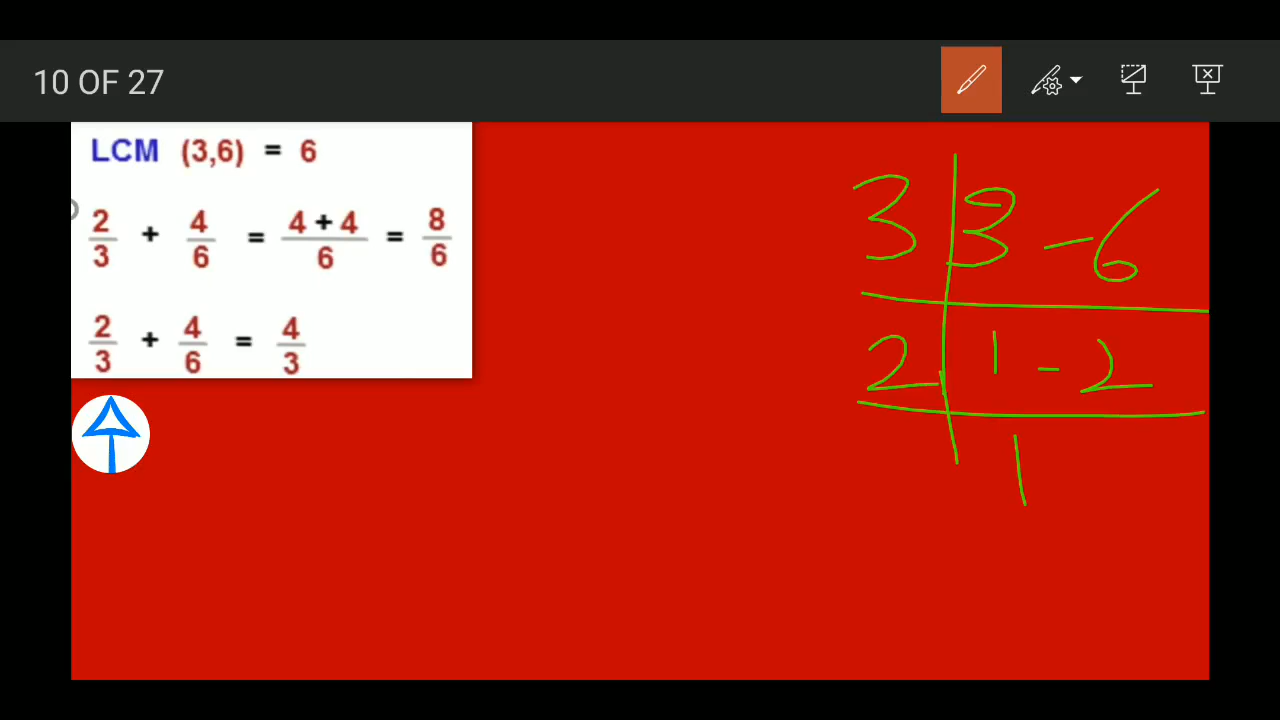 10 OF 27
LCM (3,6) = 6
2/3 + 4/6 = 4 + 4/6 = 8/6
2/3 + 4/6 = 4/3
3 | 3 - 6
2 | 1 - 2
1